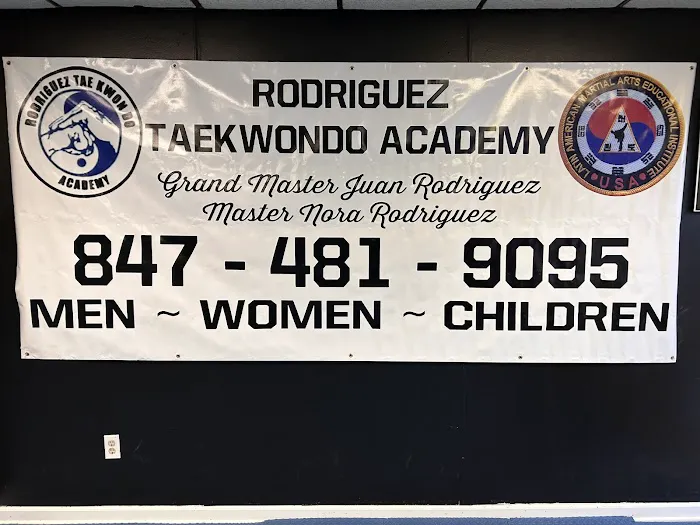 RODRIGUEZ TAE KWON DO
ACADEMY
RODRIGUEZ
TAEKWONDO ACADEMY
Grand Master Juan Rodriguez
Master Nora Rodriguez
847 - 481 - 9095
MEN ~ WOMEN ~ CHILDREN
LATIN AMERICAN MARTIAL ARTS EDUCATIONAL INSTITUTE
U.S.A.